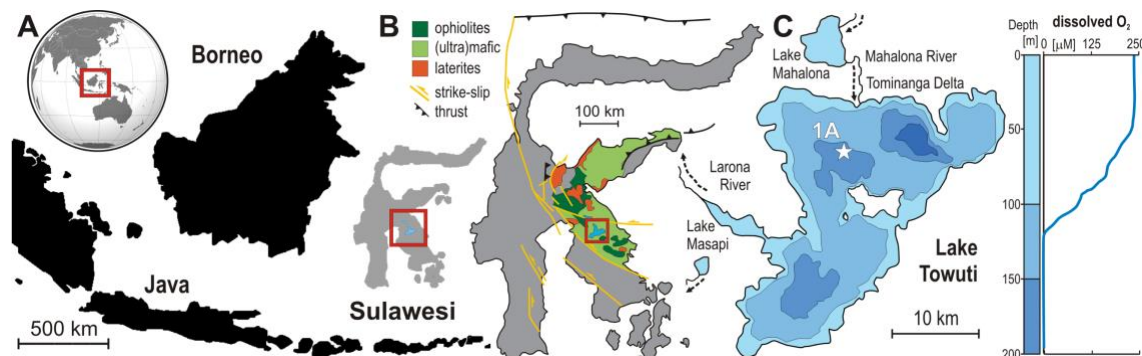 A
Borneo
Java
500 km
Sulawesi
B
ophiolites
(ultra)mafic
laterites
strike-slip
thrust
100 km
C
Lake
Mahalona
Mahalona River
Tominanga Delta
1A
Larona
River
Lake
Masapi
Lake
Towuti
10 km
Depth
[m]
dissolved O₂
[µM]
0 125 250
0
50
100
150
200